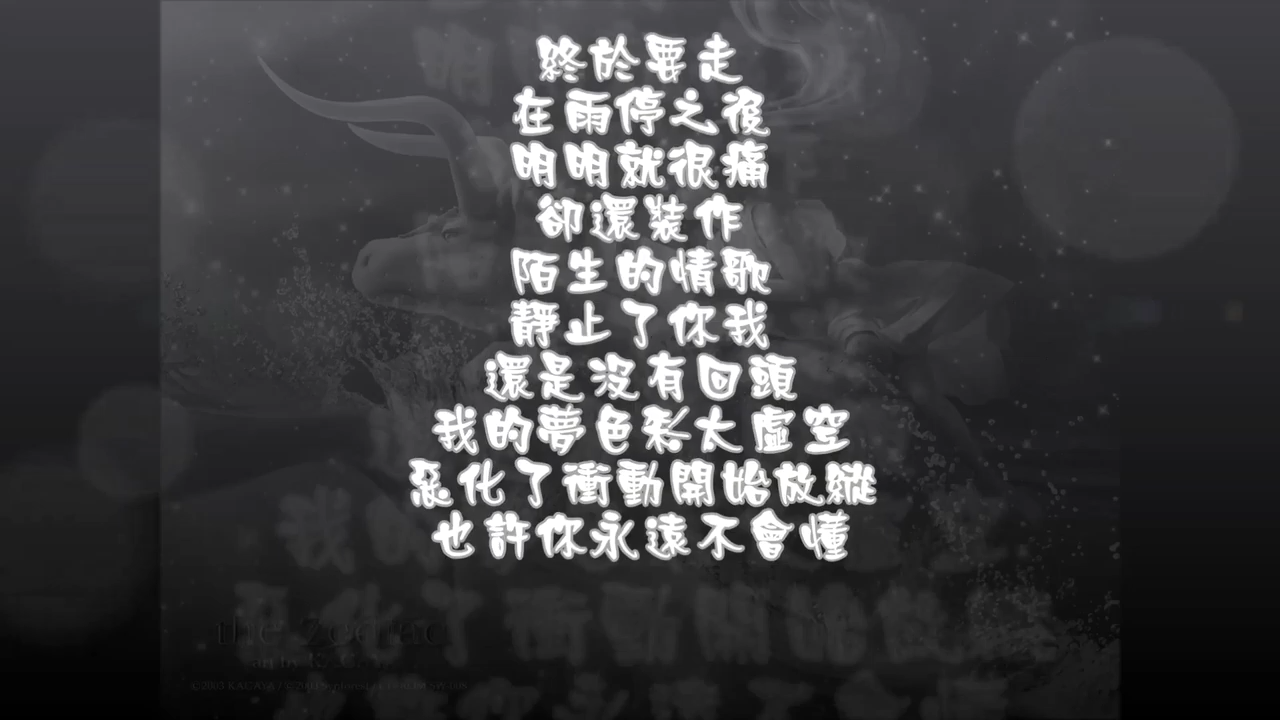 終於要走
在雨停之後
明明就很痛
卻還裝作
陌生的情歌
靜止了你我
還是沒有回頭
我的夢色彩太虛空
惡化了衝動開始放縱
也許你永遠不會懂
the zodiac